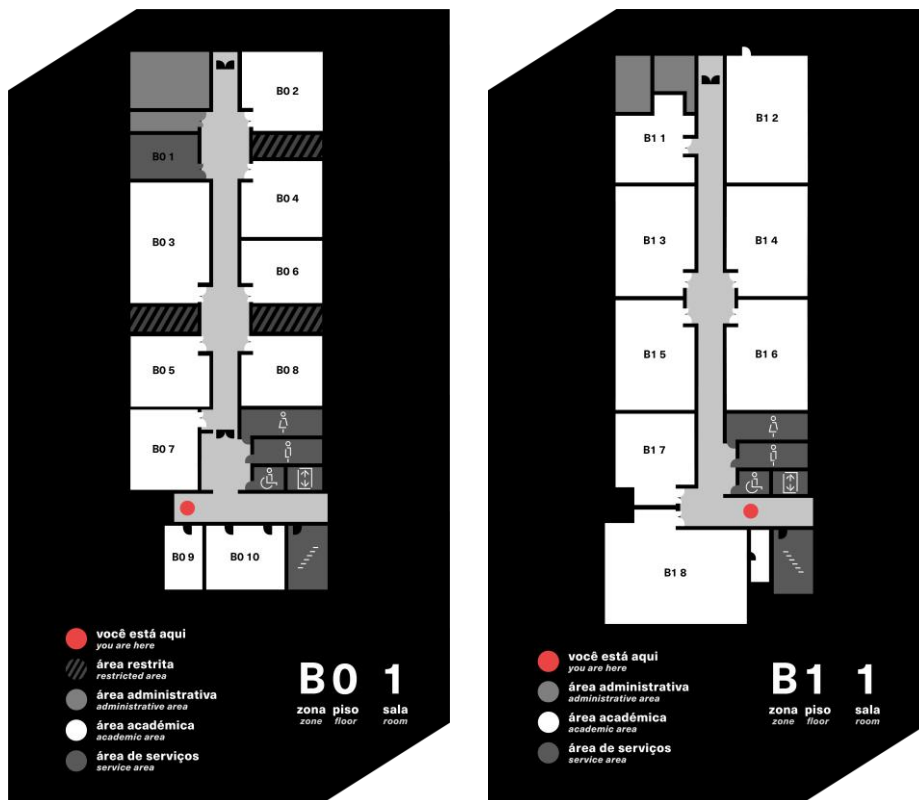 B0 2
B0 1
B0 4
B0 3
B0 6
B0 5
B0 8
B0 7
B0 9
B0 10
você está aqui
you are here
área restrita
restricted area
área administrativa
administrative area
área académica
academic area
área de serviços
service area
B 0 1
zona piso sala
zone floor room
B1 2
B1 1
B1 3
B1 4
B1 5
B1 6
B1 7
B1 8
você está aqui
you are here
área administrativa
administrative area
área académica
academic area
área de serviços
service area
B 1 1
zona piso sala
zone floor room